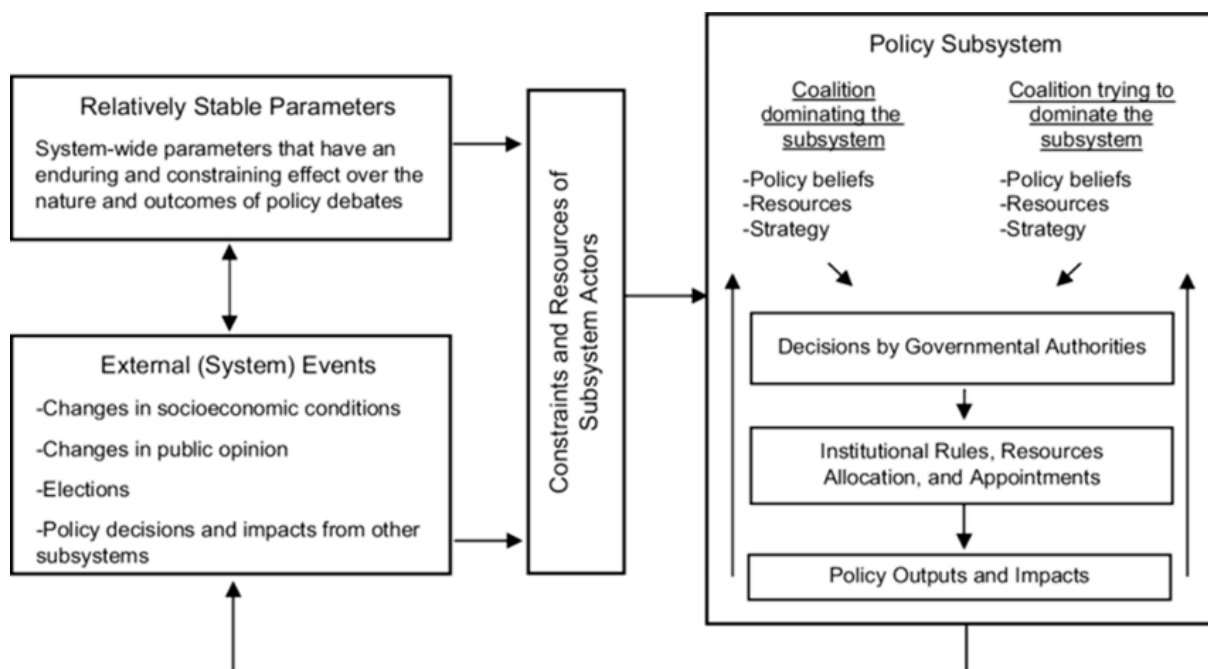 Relatively Stable Parameters
System-wide parameters that have an
enduring and constraining effect over the
nature and outcomes of policy debates
External (System) Events
-Changes in socioeconomic conditions
-Changes in public opinion
-Elections
-Policy decisions and impacts from other
subsystems
Constraints and Resources of
Subsystem Actors
Policy Subsystem
Coalition
dominating the
subsystem
-Policy beliefs
-Resources
-Strategy
Coalition trying to
dominate the
subsystem
-Policy beliefs
-Resources
-Strategy
Decisions by Governmental Authorities
Institutional Rules, Resources
Allocation, and Appointments
Policy Outputs and Impacts